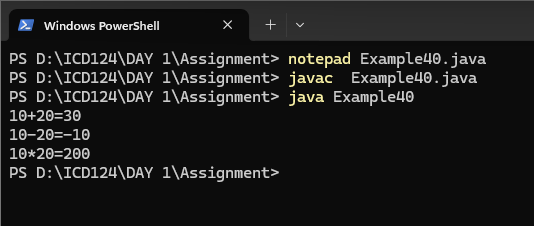 Windows PowerShell
PS D:\ICD124\DAY 1\Assignment> notepad Example40.java
PS D:\ICD124\DAY 1\Assignment> javac  Example40.java
PS D:\ICD124\DAY 1\Assignment> java Example40
10+20=30
10-20=-10
10*20=200
PS D:\ICD124\DAY 1\Assignment>